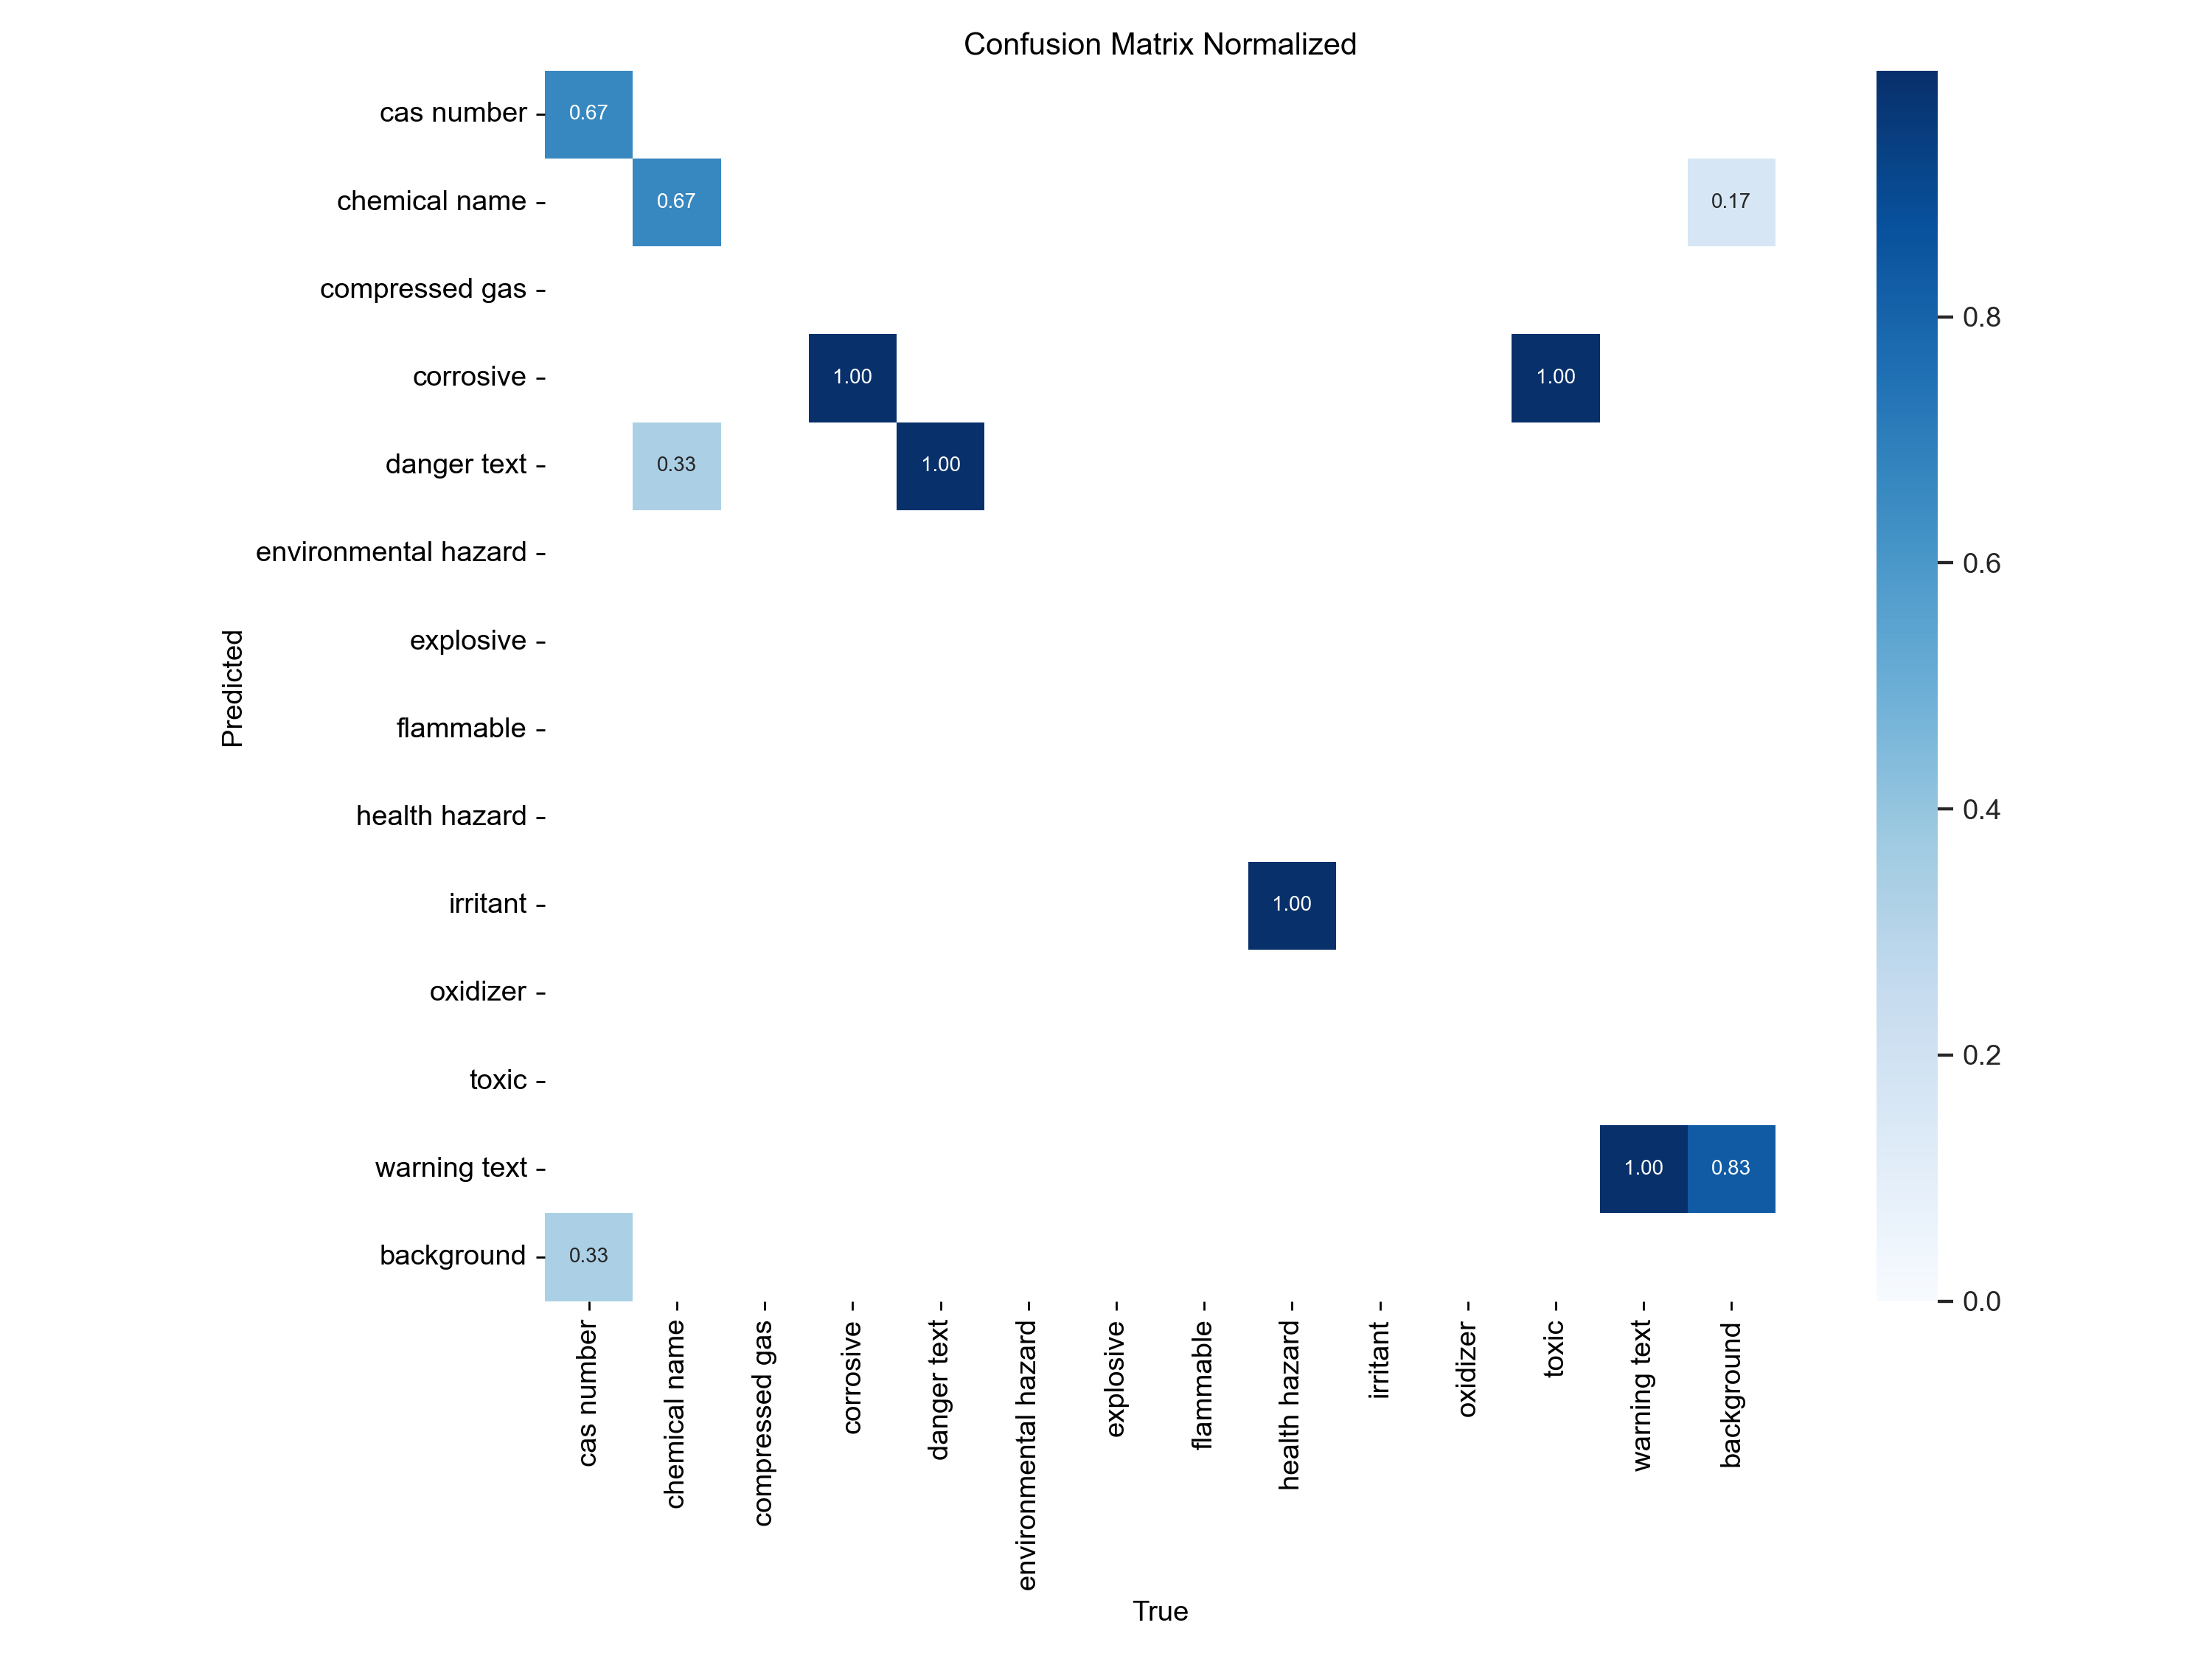 Confusion Matrix Normalized
cas number
0.67
chemical name
0.67
0.17
compressed gas
corrosive
1.00
1.00
danger text
0.33
1.00
environmental hazard
explosive
flammable
health hazard
irritant
1.00
oxidizer
toxic
warning text
1.00
0.83
background
0.33
Predicted
cas number
chemical name
compressed gas
corrosive
danger text
environmental hazard
explosive
flammable
health hazard
irritant
oxidizer
toxic
warning text
background
True
0.8
0.6
0.4
0.2
0.0